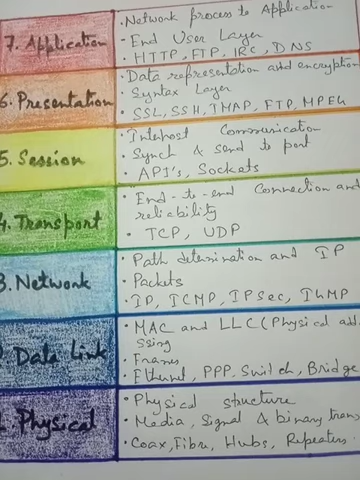 7. Application
• Network process to Application
- End User Layer
• HTTP, FTP, IRC, DNS
6. Presentation
• Data representation and encryption
• Syntax Layer
• SSL, SSH, IMAP, FTP, MPEG
5. Session
• Interhost Communication
• Synch & send to port
• API's, Sockets
4. Transport
• End-to-end Connection and
reliability
• TCP, UDP
3. Network
• Path determination and IP
• Packets
• IP, ICMP, IPSec, IGMP
Data Link
• MAC and LLC (Physical add
ssing
• Frames
• Ethernet, PPP, Switch, Bridge
Physical
• Physical structure
• Media, Signal & binary trans
• Coax, Fibre, Hubs, Repeaters.